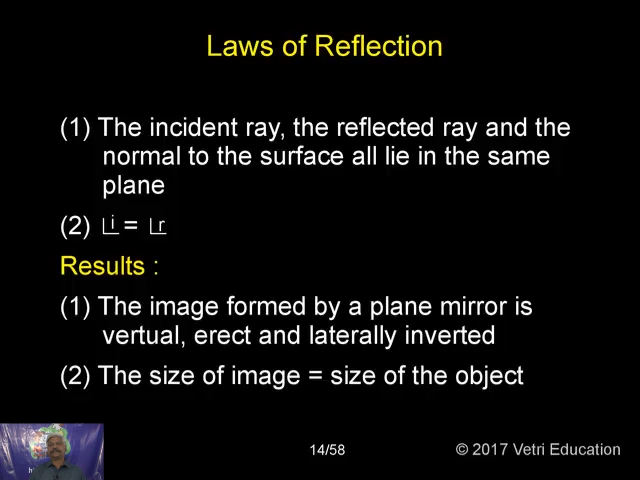 Laws of Reflection
(1) The incident ray, the reflected ray and the
normal to the surface all lie in the same
plane
(2) ∟i = ∟r
Results :
(1) The image formed by a plane mirror is
vertual, erect and laterally inverted
(2) The size of image = size of the object
14/58
© 2017 Vetri Education